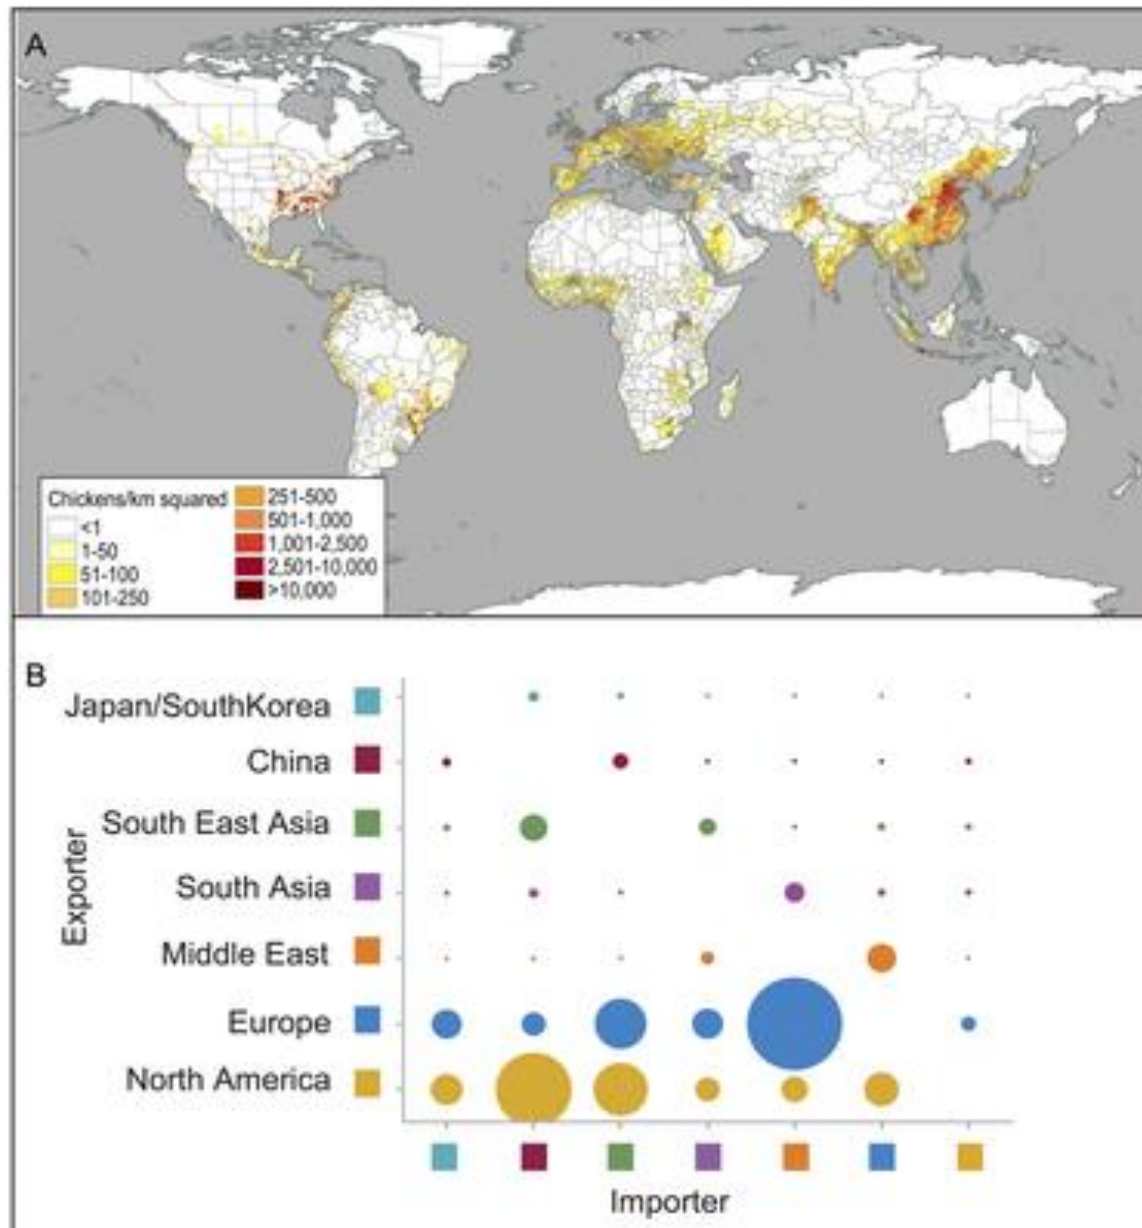 A
Chickens/km squared
<1
1-50
51-100
101-250
251-500
501-1,000
1,001-2,500
2,501-10,000
>10,000
B
Japan/SouthKorea
China
South East Asia
South Asia
Middle East
Europe
North America
Exporter
Importer